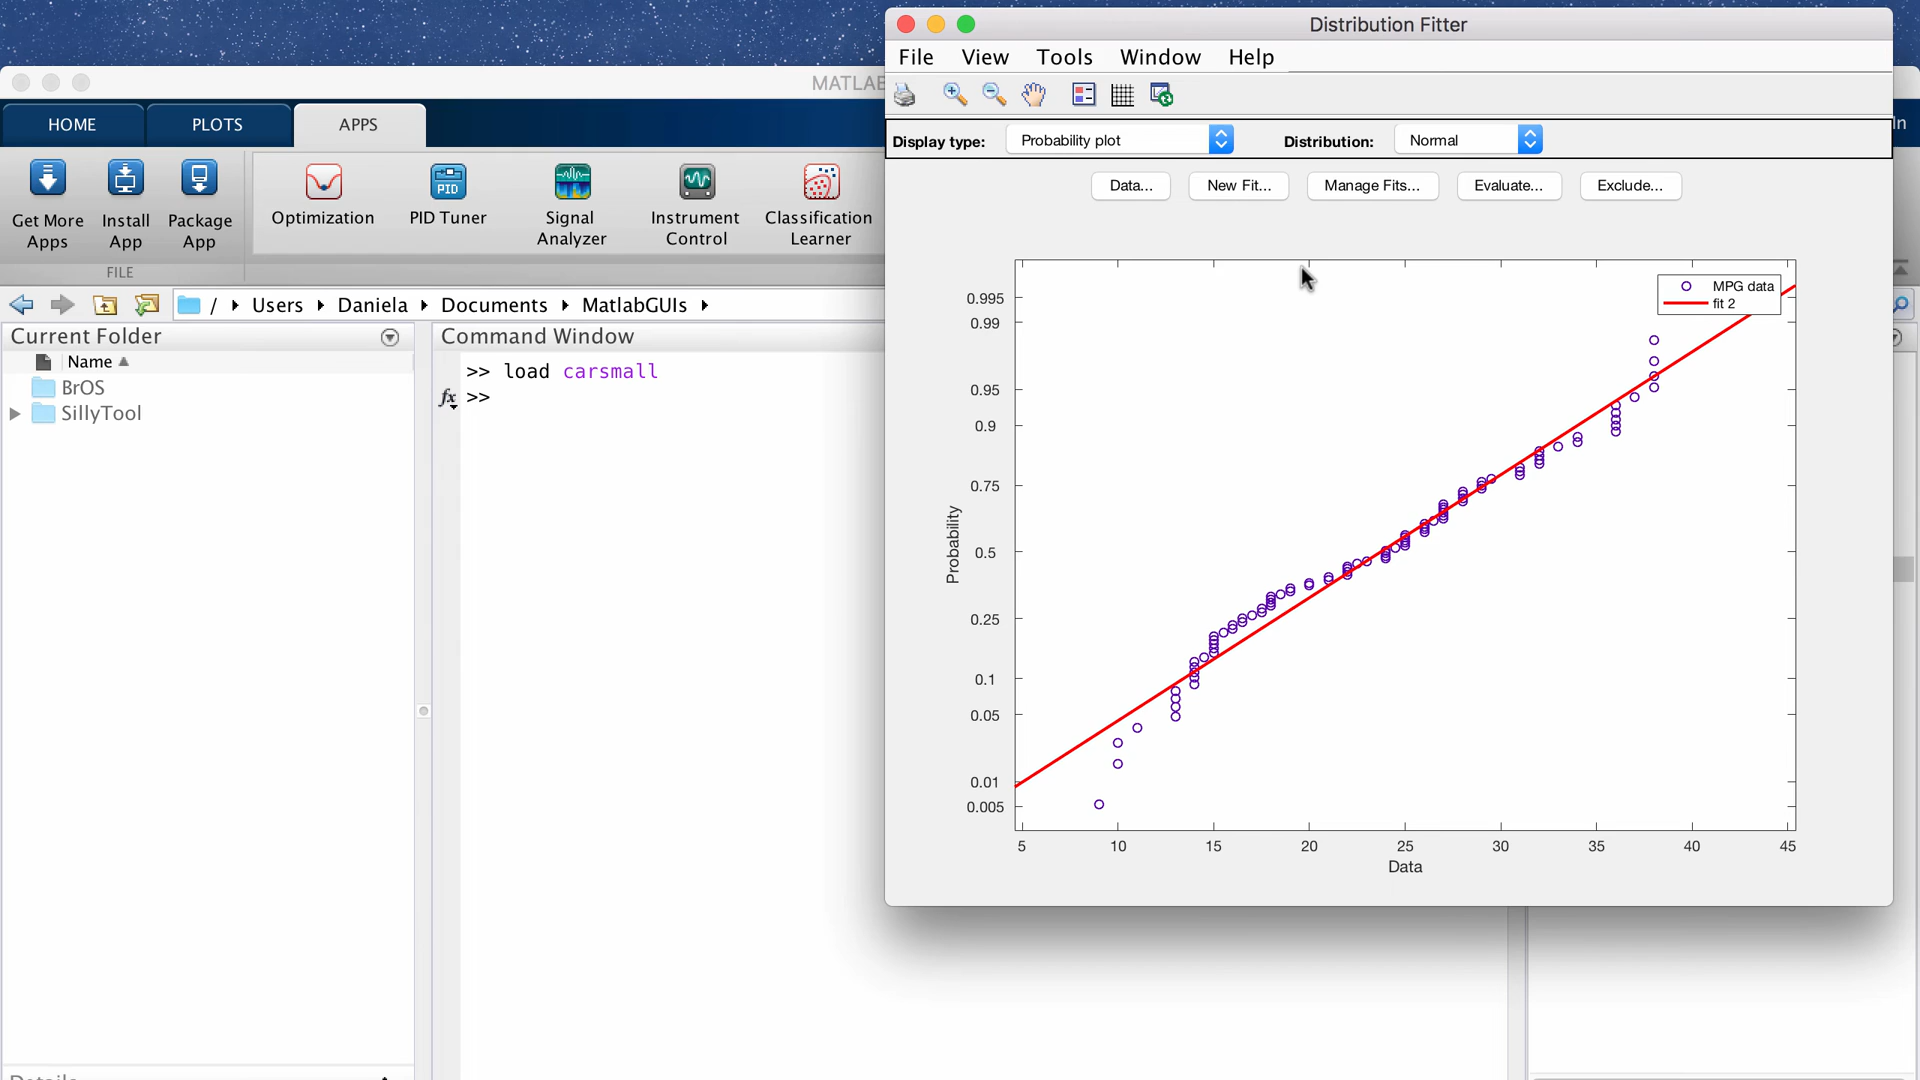 Distribution Fitter
File View Tools Window Help
Display type: Probability plot Distribution: Normal
Data... New Fit... Manage Fits... Evaluate... Exclude...
MPG data
fit 2
0.995
0.99
0.95
0.9
0.75
0.5
0.25
0.1
0.05
0.01
0.005
Probability
5 10 15 20 25 30 35 40 45
Data
MATLAB
HOME PLOTS APPS
Get More Apps
Install App
Package App
Optimization
PID Tuner
PID
Signal Analyzer
Instrument Control
Classification Learner
FILE
/ Users Daniela Documents MatlabGUIs
Current Folder
Name
BrOS
SillyTool
Command Window
>> load carsmall
fx >>
In